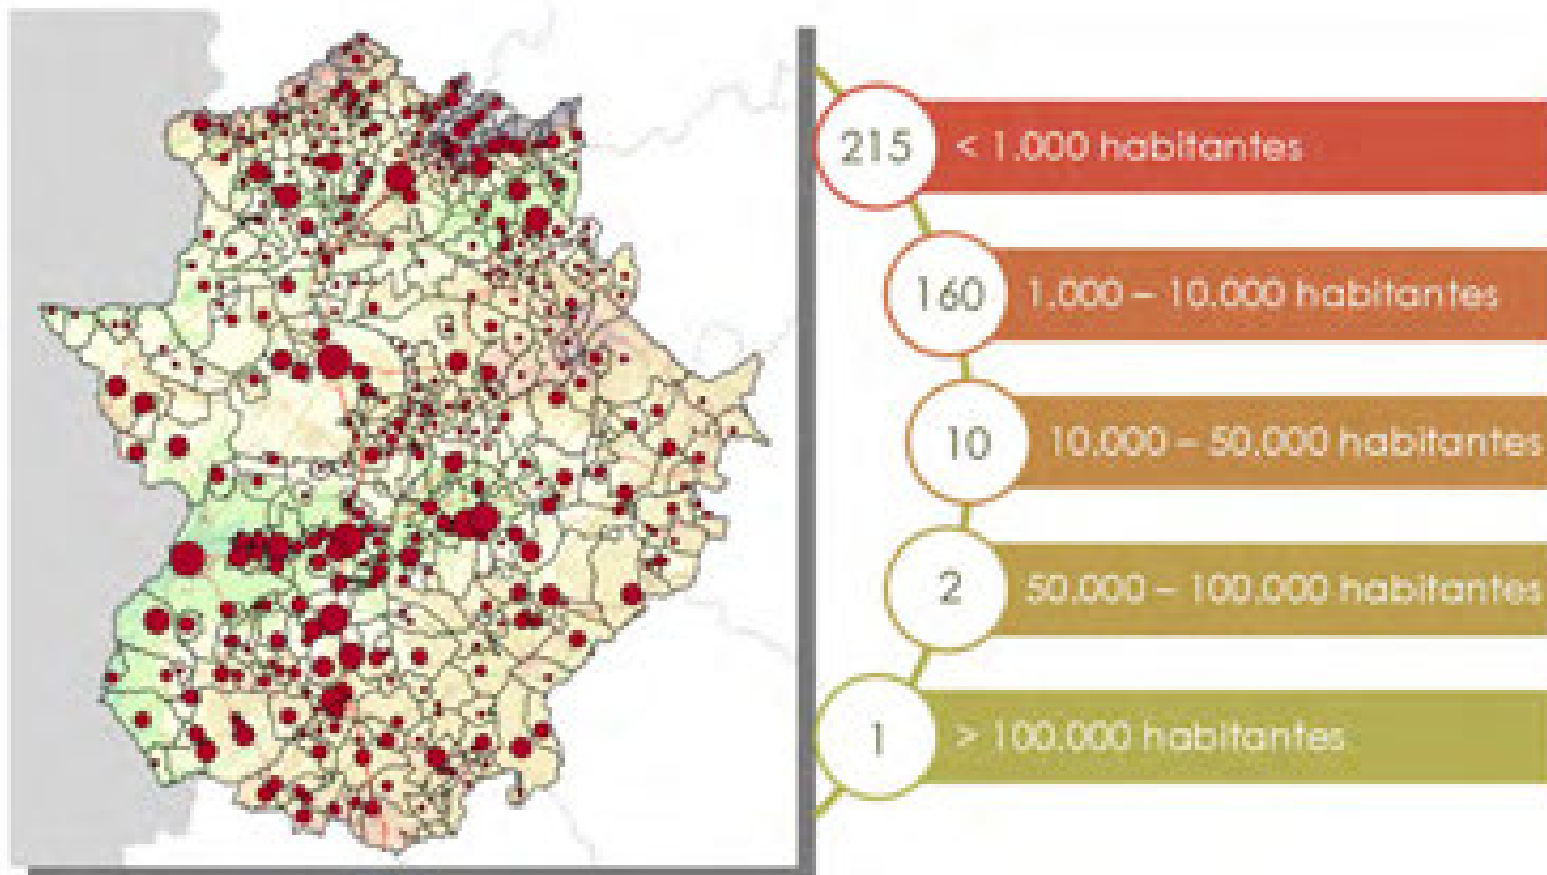 215 < 1.000 habitantes
160 1.000 – 10.000 habitantes
10 10.000 – 50.000 habitantes
2 50.000 – 100.000 habitantes
1 > 100.000 habitantes